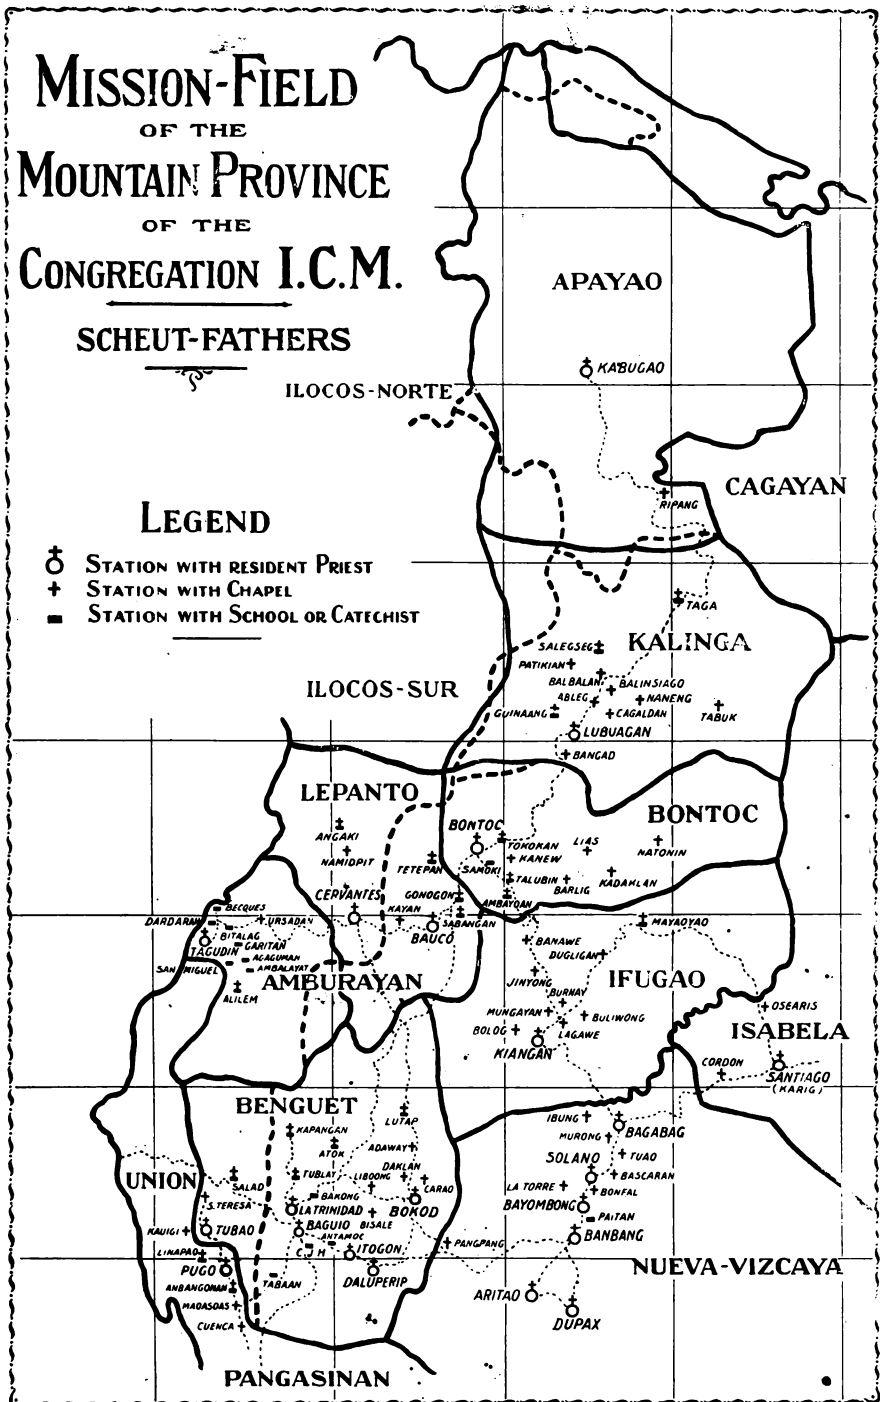 MISSION-FIELD
OF THE
MOUNTAIN PROVINCE
OF THE
CONGREGATION I.C.M.
SCHEUT-FATHERS
APAYAO
KABUGAO
ILOCOS-NORTE
CAGAYAN
RIPANG
LEGEND
STATION WITH RESIDENT PRIEST
STATION WITH CHAPEL
STATION WITH SCHOOL OR CATECHIST
TAGA
SALEGSEG
KALINGA
PATIKIAN
BALBALAN
BALINSIAGO
ILOCOS-SUR
ABLEG
NANENG
GUINAANG
CAGALDAN
TABUK
LUBUAGAN
BANGAD
LEPANTO
BONTOC
ANGAKI
BONTOC
TOKOKAN
LIAS
NATONIN
NAMIDPIT
KANEW
TETEPAN
SAMOKI
TALUBIN
BARLIG
KADAKLAN
CERVANTES
GONOGON
AMBAYOAN
BECQUES
KAYAN
SABANGAN
DARDARAW
URSADAN
MAYAOYAO
BITALAG
BAUCO
BANAWE
TAGUDIN
GARITAN
DUGLIGAN
AGAGUMAN
SAN MIGUEL
AMBALAYAT
JINYONG
IFUGAO
AMBURAYAN
ALILEM
BURNAY
MUNGAYAN
BULIWONG
OSEARIS
BOLOG
LAGAWE
ISABELA
KIANGAN
CORDON
SANTIAGO
(KARIG)
BENGUET
LUTAP
IBUNG
KAPANGAN
BAGABAG
MURONG
ATOK
ADAWAY
SOLANO
TUAO
DAKLAN
UNION
TUBLAY
LIBOONG
BASCARAN
SALAD
CARAO
LA TORRE
BONFAL
BAKONG
S.TERESA
LATRINIDAD
BOKOD
BAYOMBONG
BAGUIO
BISALE
PAITAN
KAUIGI
TUBAO
ANTAMOC
BANBANG
C.J.H
ITOGON
PANGPANG
LINAPAO
PUGO
NUEVA-VIZCAYA
TABAAN
DALUPERIP
ANBANGONAN
ARITAO
MADASDAS
DUPAX
CUENCA
PANGASINAN